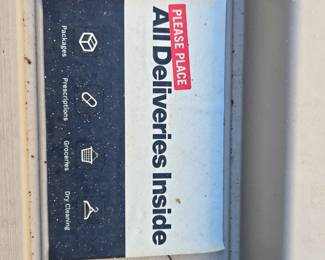 PLEASE PLACE
All Deliveries Inside
Packages
Prescriptions
Groceries
Dry Cleaning